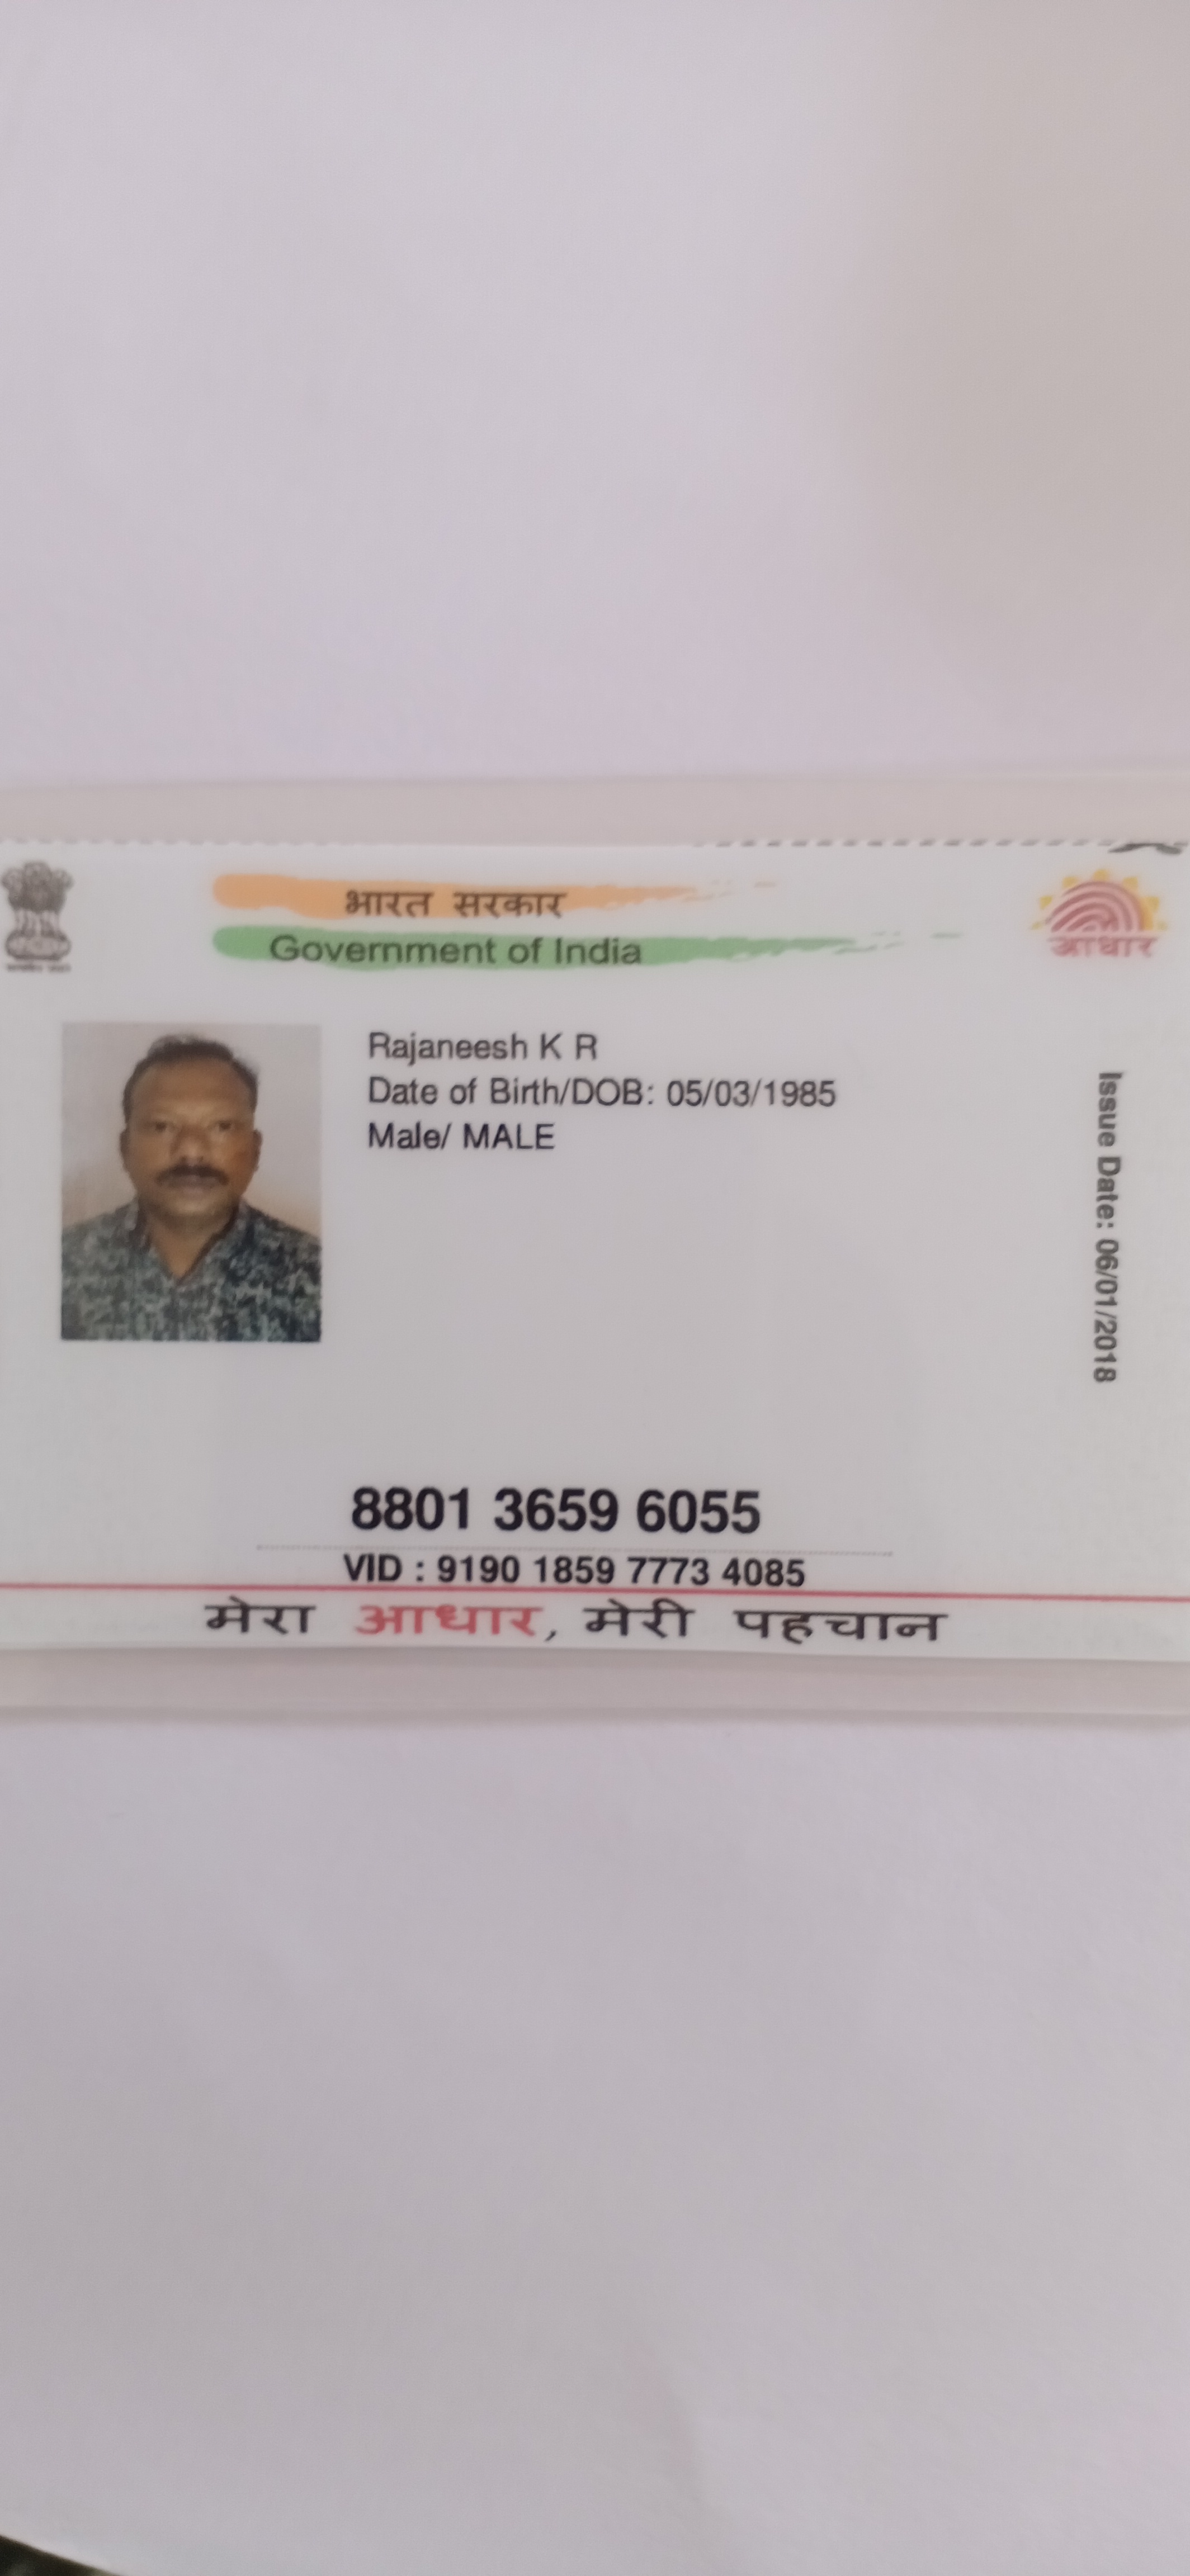 भारत सरकार
Government of India
आधार
Rajaneesh K R
Date of Birth/DOB: 05/03/1985
Male/ MALE
Issue Date: 06/01/2018
8801 3659 6055
VID : 9190 1859 7773 4085
मेरा आधार, मेरी पहचान